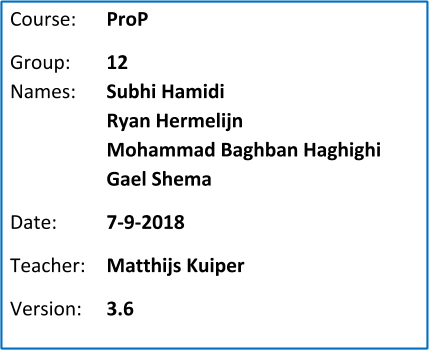 Course: ProP
Group: 12
Names: Subhi Hamidi
Ryan Hermelijn
Mohammad Baghban Haghighi
Gael Shema
Date: 7-9-2018
Teacher: Matthijs Kuiper
Version: 3.6